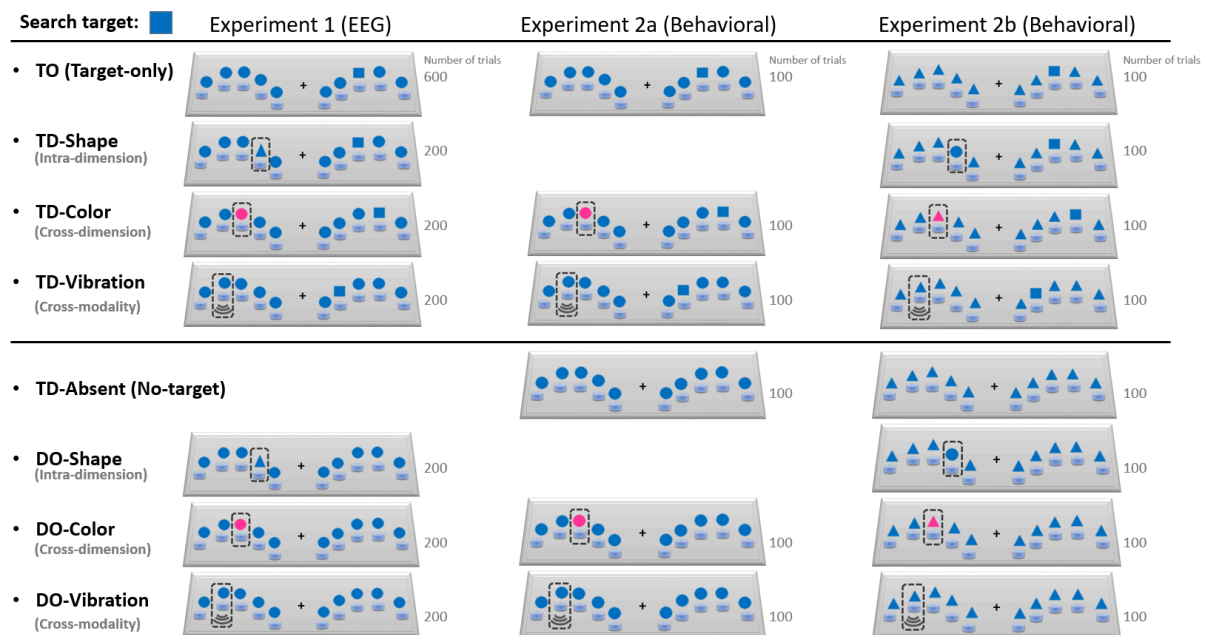 Search target: Experiment 1 (EEG) Experiment 2a (Behavioral) Experiment 2b (Behavioral)
Number of trials Number of trials Number of trials
• TO (Target-only) + 600 + 100 + 100
• TD-Shape + 200 + 100
(Intra-dimension)
• TD-Color + 200 + 100 + 100
(Cross-dimension)
• TD-Vibration + 200 + 100 + 100
(Cross-modality)
• TD-Absent (No-target) + 100 + 100
• DO-Shape + 200 + 100
(Intra-dimension)
• DO-Color + 200 + 100 + 100
(Cross-dimension)
• DO-Vibration + 200 + 100 + 100
(Cross-modality)